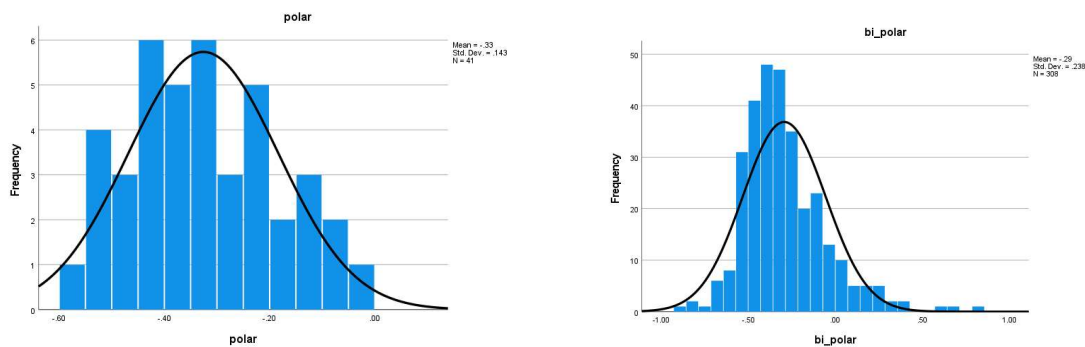 polar
Mean = -.33
Std. Dev. = .143
N = 41
Frequency
6
5
4
3
2
1
0
-.60
-.40
-.20
.00
polar
bi_polar
Mean = -.29
Std. Dev. = .238
N = 308
Frequency
50
40
30
20
10
0
-1.00
-.50
.00
.50
1.00
bi_polar